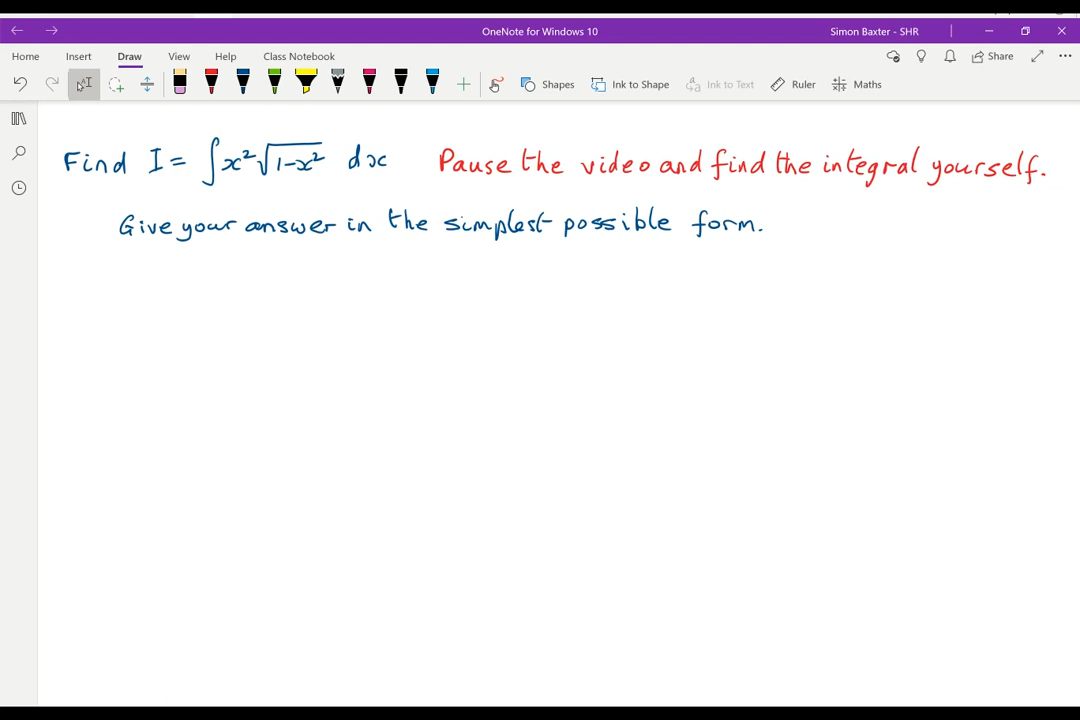 OneNote for Windows 10
Simon Baxter - SHR
Home Insert Draw View Help Class Notebook
Share
Shapes Ink to Shape Ink to Text Ruler Maths
Find I = ∫x²√(1-x²) dx Pause the video and find the integral yourself.
Give your answer in the simplest possible form.